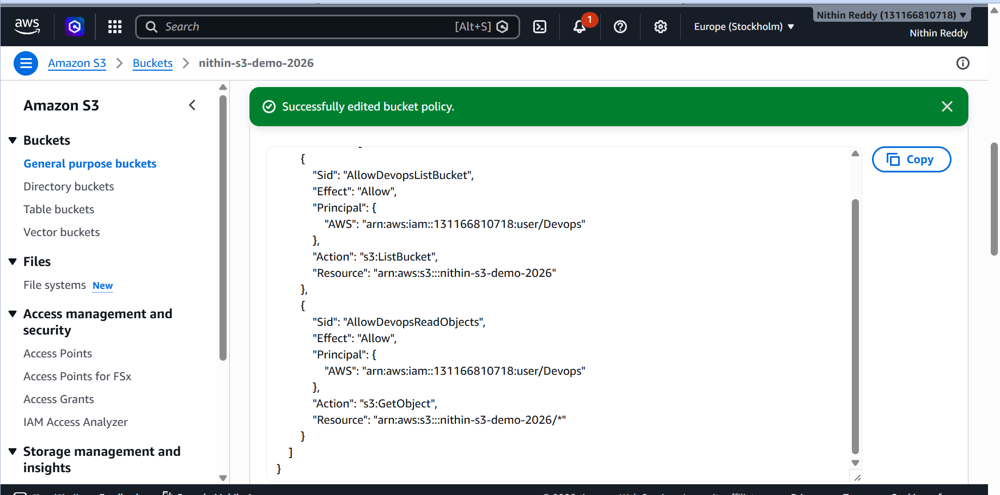 aws
Search [Alt+S]
1
Europe (Stockholm)
Nithin Reddy (131166810718)
Nithin Reddy
Amazon S3
Buckets
nithin-s3-demo-2026
Amazon S3
Buckets
General purpose buckets
Directory buckets
Table buckets
Vector buckets
Files
File systems New
Access management and
security
Access Points
Access Points for FSx
Access Grants
IAM Access Analyzer
Storage management and
insights
Successfully edited bucket policy.
Copy
{
"Sid": "AllowDevopsListBucket",
"Effect": "Allow",
"Principal": {
"AWS": "arn:aws:iam::131166810718:user/Devops"
},
"Action": "s3:ListBucket",
"Resource": "arn:aws:s3:::nithin-s3-demo-2026"
},
{
"Sid": "AllowDevopsReadObjects",
"Effect": "Allow",
"Principal": {
"AWS": "arn:aws:iam::131166810718:user/Devops"
},
"Action": "s3:GetObject",
"Resource": "arn:aws:s3:::nithin-s3-demo-2026/*"
}
]
}